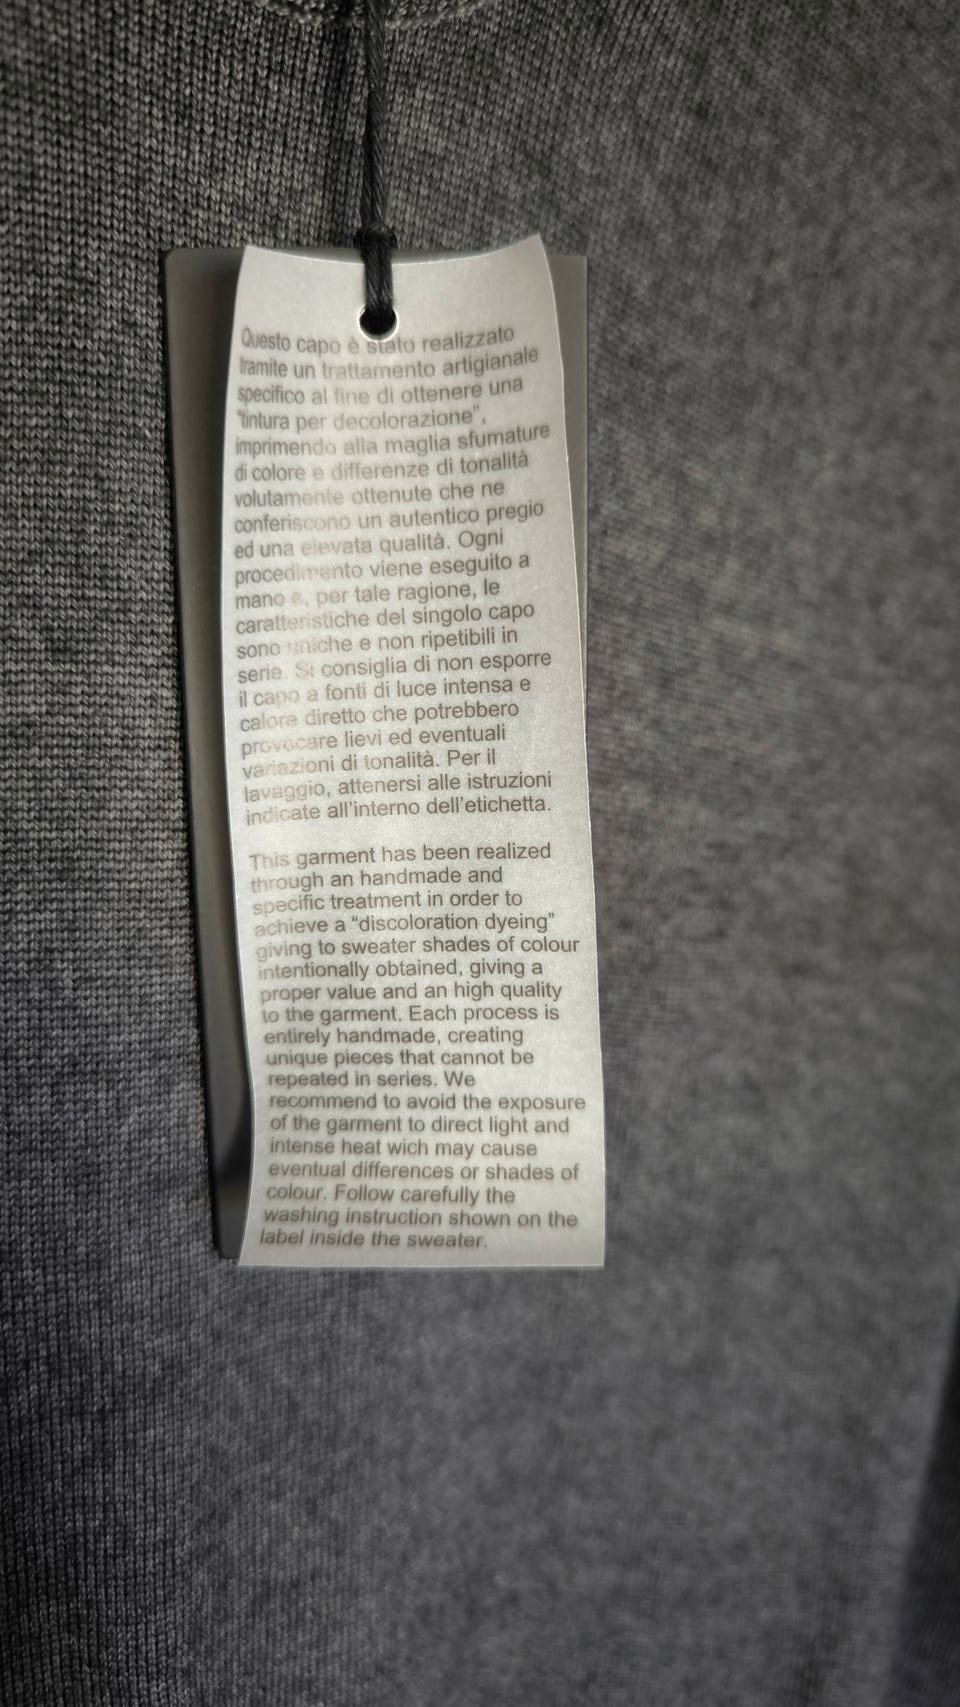 Questo capo è stato realizzato
tramite un trattamento artigianale
specifico al fine di ottenere una
"tintura per decolorazione",
imprimendo alla maglia sfumature
di colore e differenze di tonalità
volutamente ottenute che ne
conferiscono un autentico pregio
ed una elevata qualità. Ogni
procedimento viene eseguito a
mano e, per tale ragione, le
caratteristiche del singolo capo
sono uniche e non ripetibili in
serie. Si consiglia di non esporre
il capo a fonti di luce intensa e
calore diretto che potrebbero
provocare lievi ed eventuali
variazioni di tonalità. Per il
lavaggio, attenersi alle istruzioni
indicate all'interno dell'etichetta.
This garment has been realized
through an handmade and
specific treatment in order to
achieve a “discoloration dyeing”
giving to sweater shades of colour
intentionally obtained, giving a
proper value and an high quality
to the garment. Each process is
entirely handmade, creating
unique pieces that cannot be
repeated in series. We
recommend to avoid the exposure
of the garment to direct light and
intense heat wich may cause
eventual differences or shades of
colour. Follow carefully the
washing instruction shown on the
label inside the sweater.